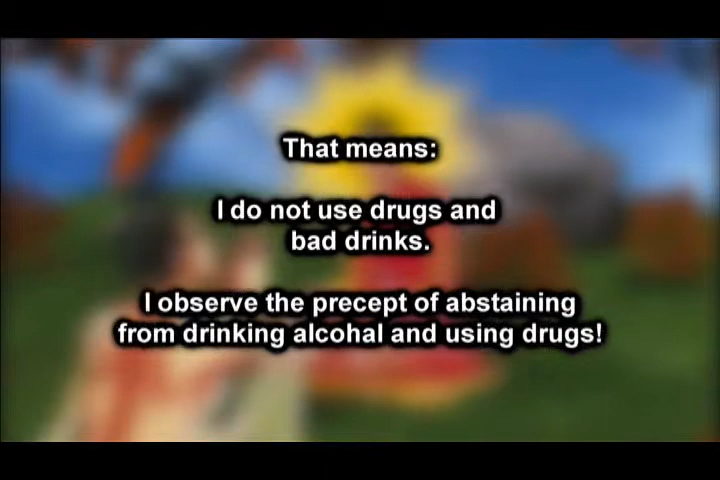 That means:
I do not use drugs and
bad drinks.
I observe the precept of abstaining
from drinking alcohal and using drugs!